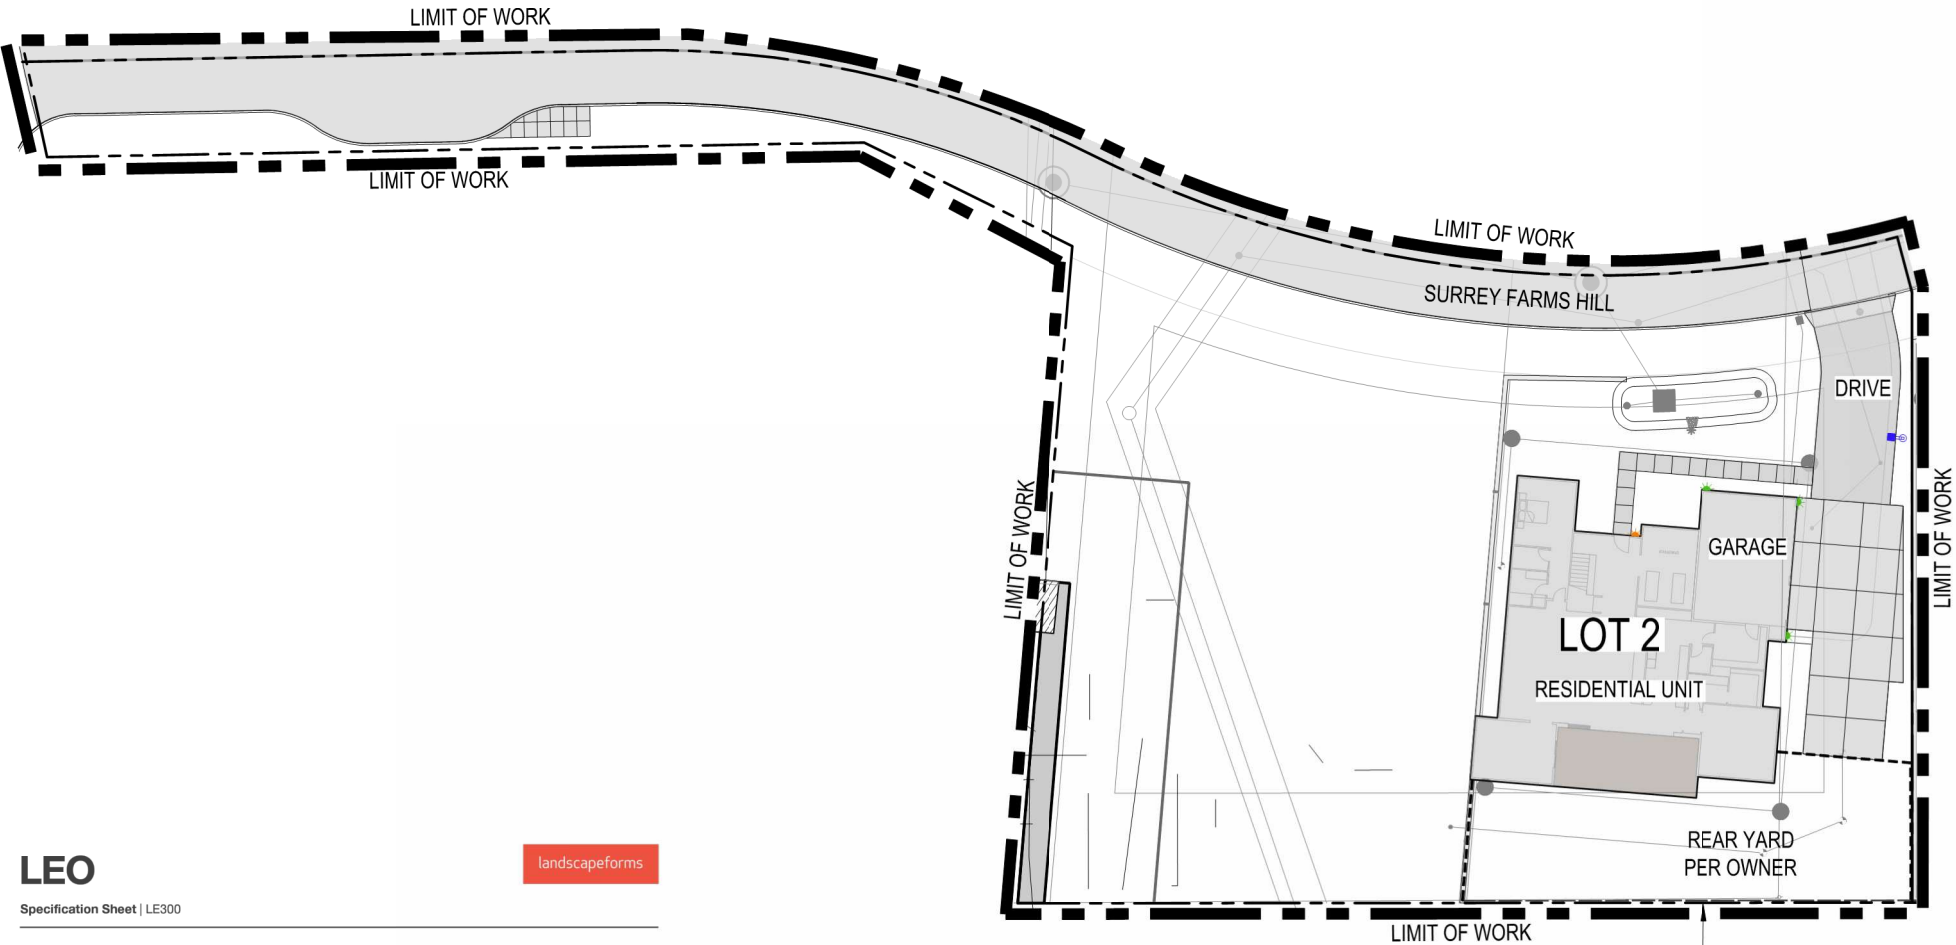 LIMIT OF WORK
LIMIT OF WORK
LIMIT OF WORK
SURREY FARMS HILL
DRIVE
LIMIT OF WORK
LIMIT OF WORK
GARAGE
LOT 2
RESIDENTIAL UNIT
REAR YARD
PER OWNER
LIMIT OF WORK
LEO
landscapeforms
Specification Sheet | LE300